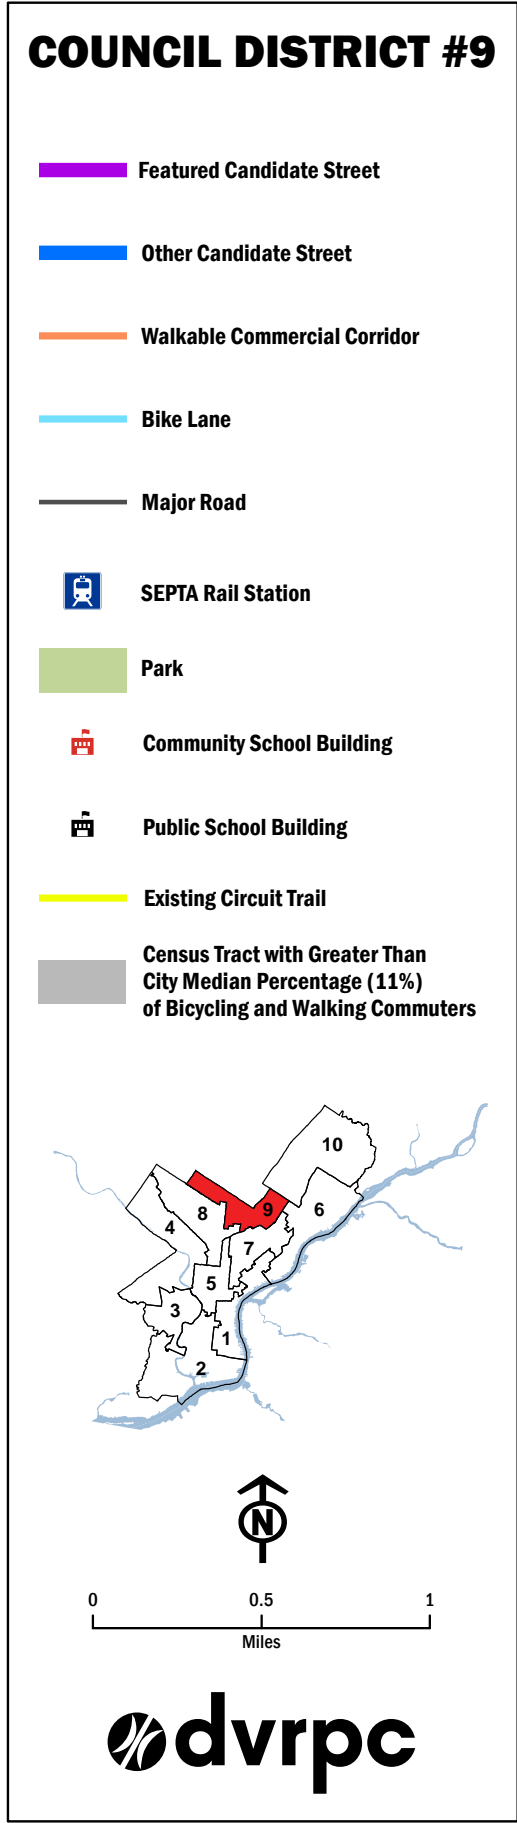 COUNCIL DISTRICT #9
Featured Candidate Street
Other Candidate Street
Walkable Commercial Corridor
Bike Lane
Major Road
SEPTA Rail Station
Park
Community School Building
Public School Building
Existing Circuit Trail
Census Tract with Greater Than
City Median Percentage (11%)
of Bicycling and Walking Commuters
10
9
6
8
4
7
5
3
1
2
N
0 0.5 1
Miles
dvrpc